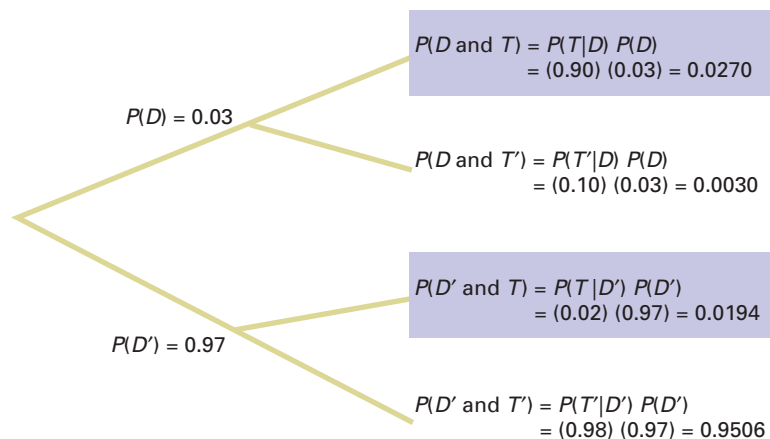 P(D and T) = P(T|D) P(D)
= (0.90) (0.03) = 0.0270
P(D) = 0.03
P(D and T′) = P(T′|D) P(D)
= (0.10) (0.03) = 0.0030
P(D′ and T) = P(T|D′) P(D′)
= (0.02) (0.97) = 0.0194
P(D′) = 0.97
P(D′ and T′) = P(T′|D′) P(D′)
= (0.98) (0.97) = 0.9506